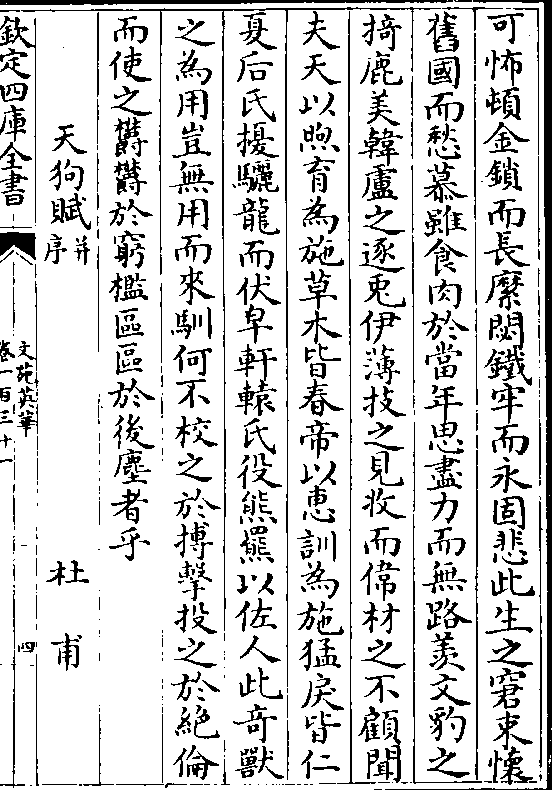 可怖頓金鎖而長縻閟鐵牢而永固悲此生之窘束懷
舊國而愁慕雖食肉於當年思盡力而無路羨文豹之
掎鹿美韓盧之逐兎伊薄技之見收而偉材之不顧聞
夫天以煦育為施草木皆春帝以惠訓為施猛戾皆仁
夏后氏擾驪龍而伏皁軒轅氏役熊羆以佐人此奇獸
之為用豈無用而來馴何不校之於搏擊投之於絶倫
而使之欝欝於窮檻區區於後塵者乎
天狗賦并序 杜甫
欽定四庫全書
文苑英華
卷一百三十一
四